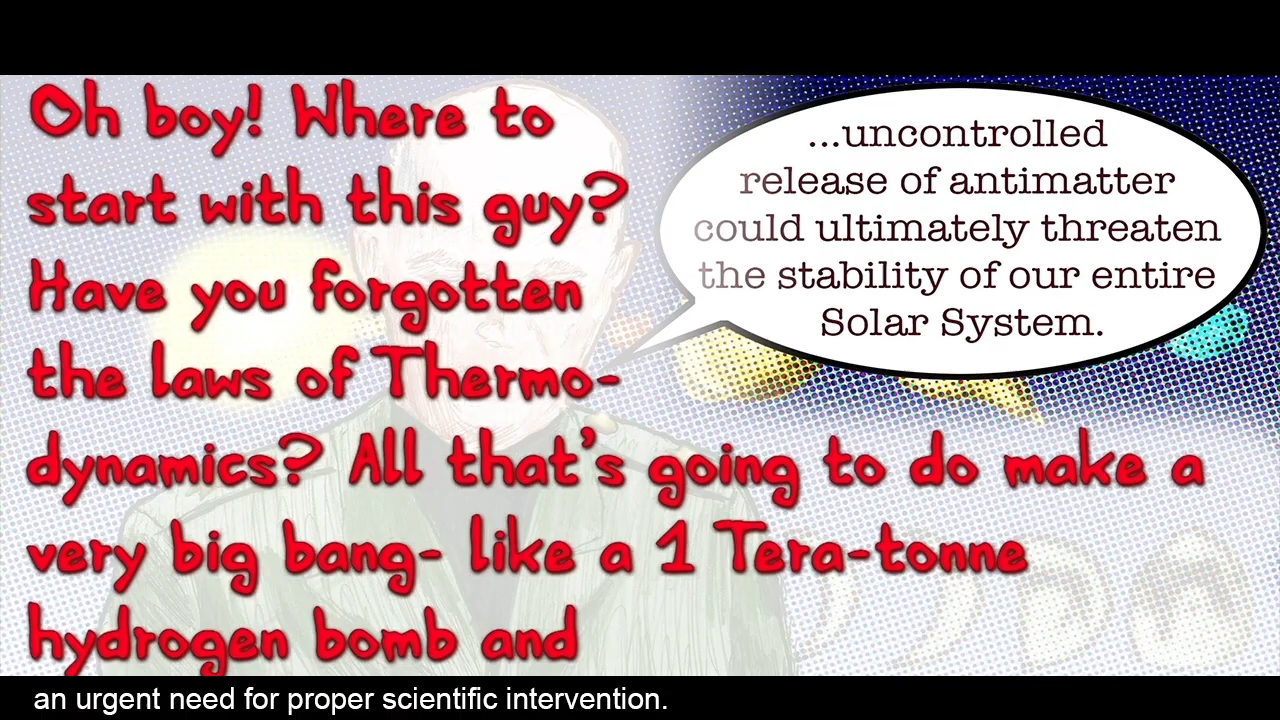 Oh boy! Where to
start with this guy?
Have you forgotten
the laws of Thermo-
dynamics? All that's going to do make a
very big bang- like a 1 Tera-tonne
hydrogen bomb and
...uncontrolled
release of antimatter
could ultimately threaten
the stability of our entire
Solar System.
an urgent need for proper scientific intervention.